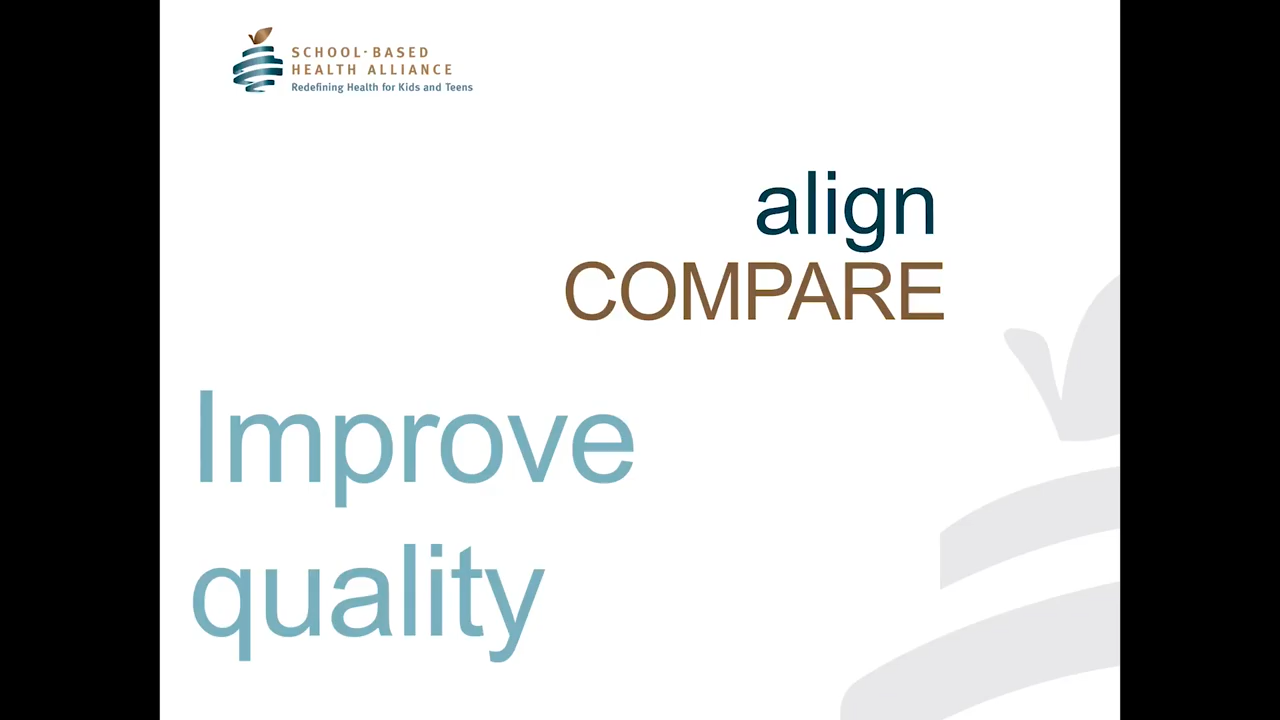 SCHOOL-BASED
HEALTH ALLIANCE
Redefining Health for Kids and Teens
align
COMPARE
Improve
quality